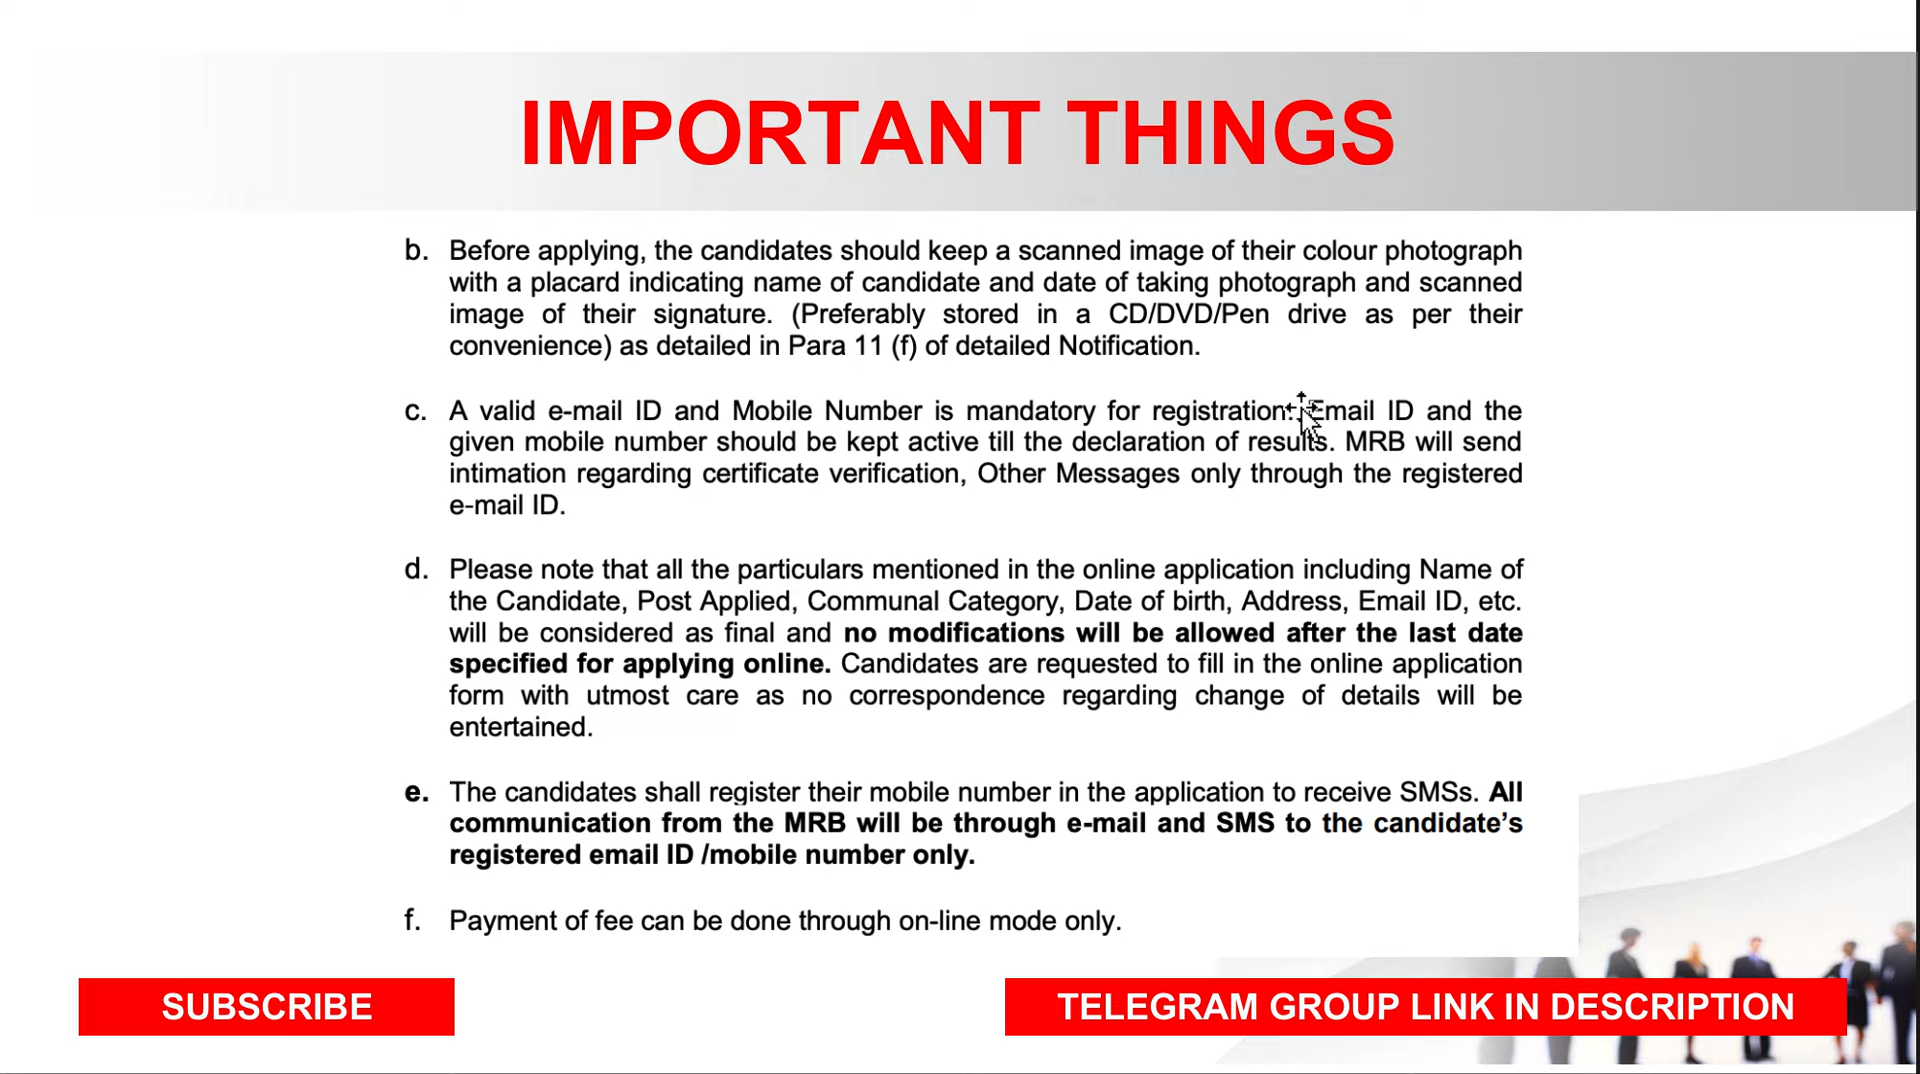 IMPORTANT THINGS
b. Before applying, the candidates should keep a scanned image of their colour photograph
with a placard indicating name of candidate and date of taking photograph and scanned
image of their signature. (Preferably stored in a CD/DVD/Pen drive as per their
convenience) as detailed in Para 11 (f) of detailed Notification.
c. A valid e-mail ID and Mobile Number is mandatory for registration. Email ID and the
given mobile number should be kept active till the declaration of results. MRB will send
intimation regarding certificate verification, Other Messages only through the registered
e-mail ID.
d. Please note that all the particulars mentioned in the online application including Name of
the Candidate, Post Applied, Communal Category, Date of birth, Address, Email ID, etc.
will be considered as final and no modifications will be allowed after the last date
specified for applying online. Candidates are requested to fill in the online application
form with utmost care as no correspondence regarding change of details will be
entertained.
e. The candidates shall register their mobile number in the application to receive SMSs. All
communication from the MRB will be through e-mail and SMS to the candidate’s
registered email ID /mobile number only.
f. Payment of fee can be done through on-line mode only.
SUBSCRIBE
TELEGRAM GROUP LINK IN DESCRIPTION